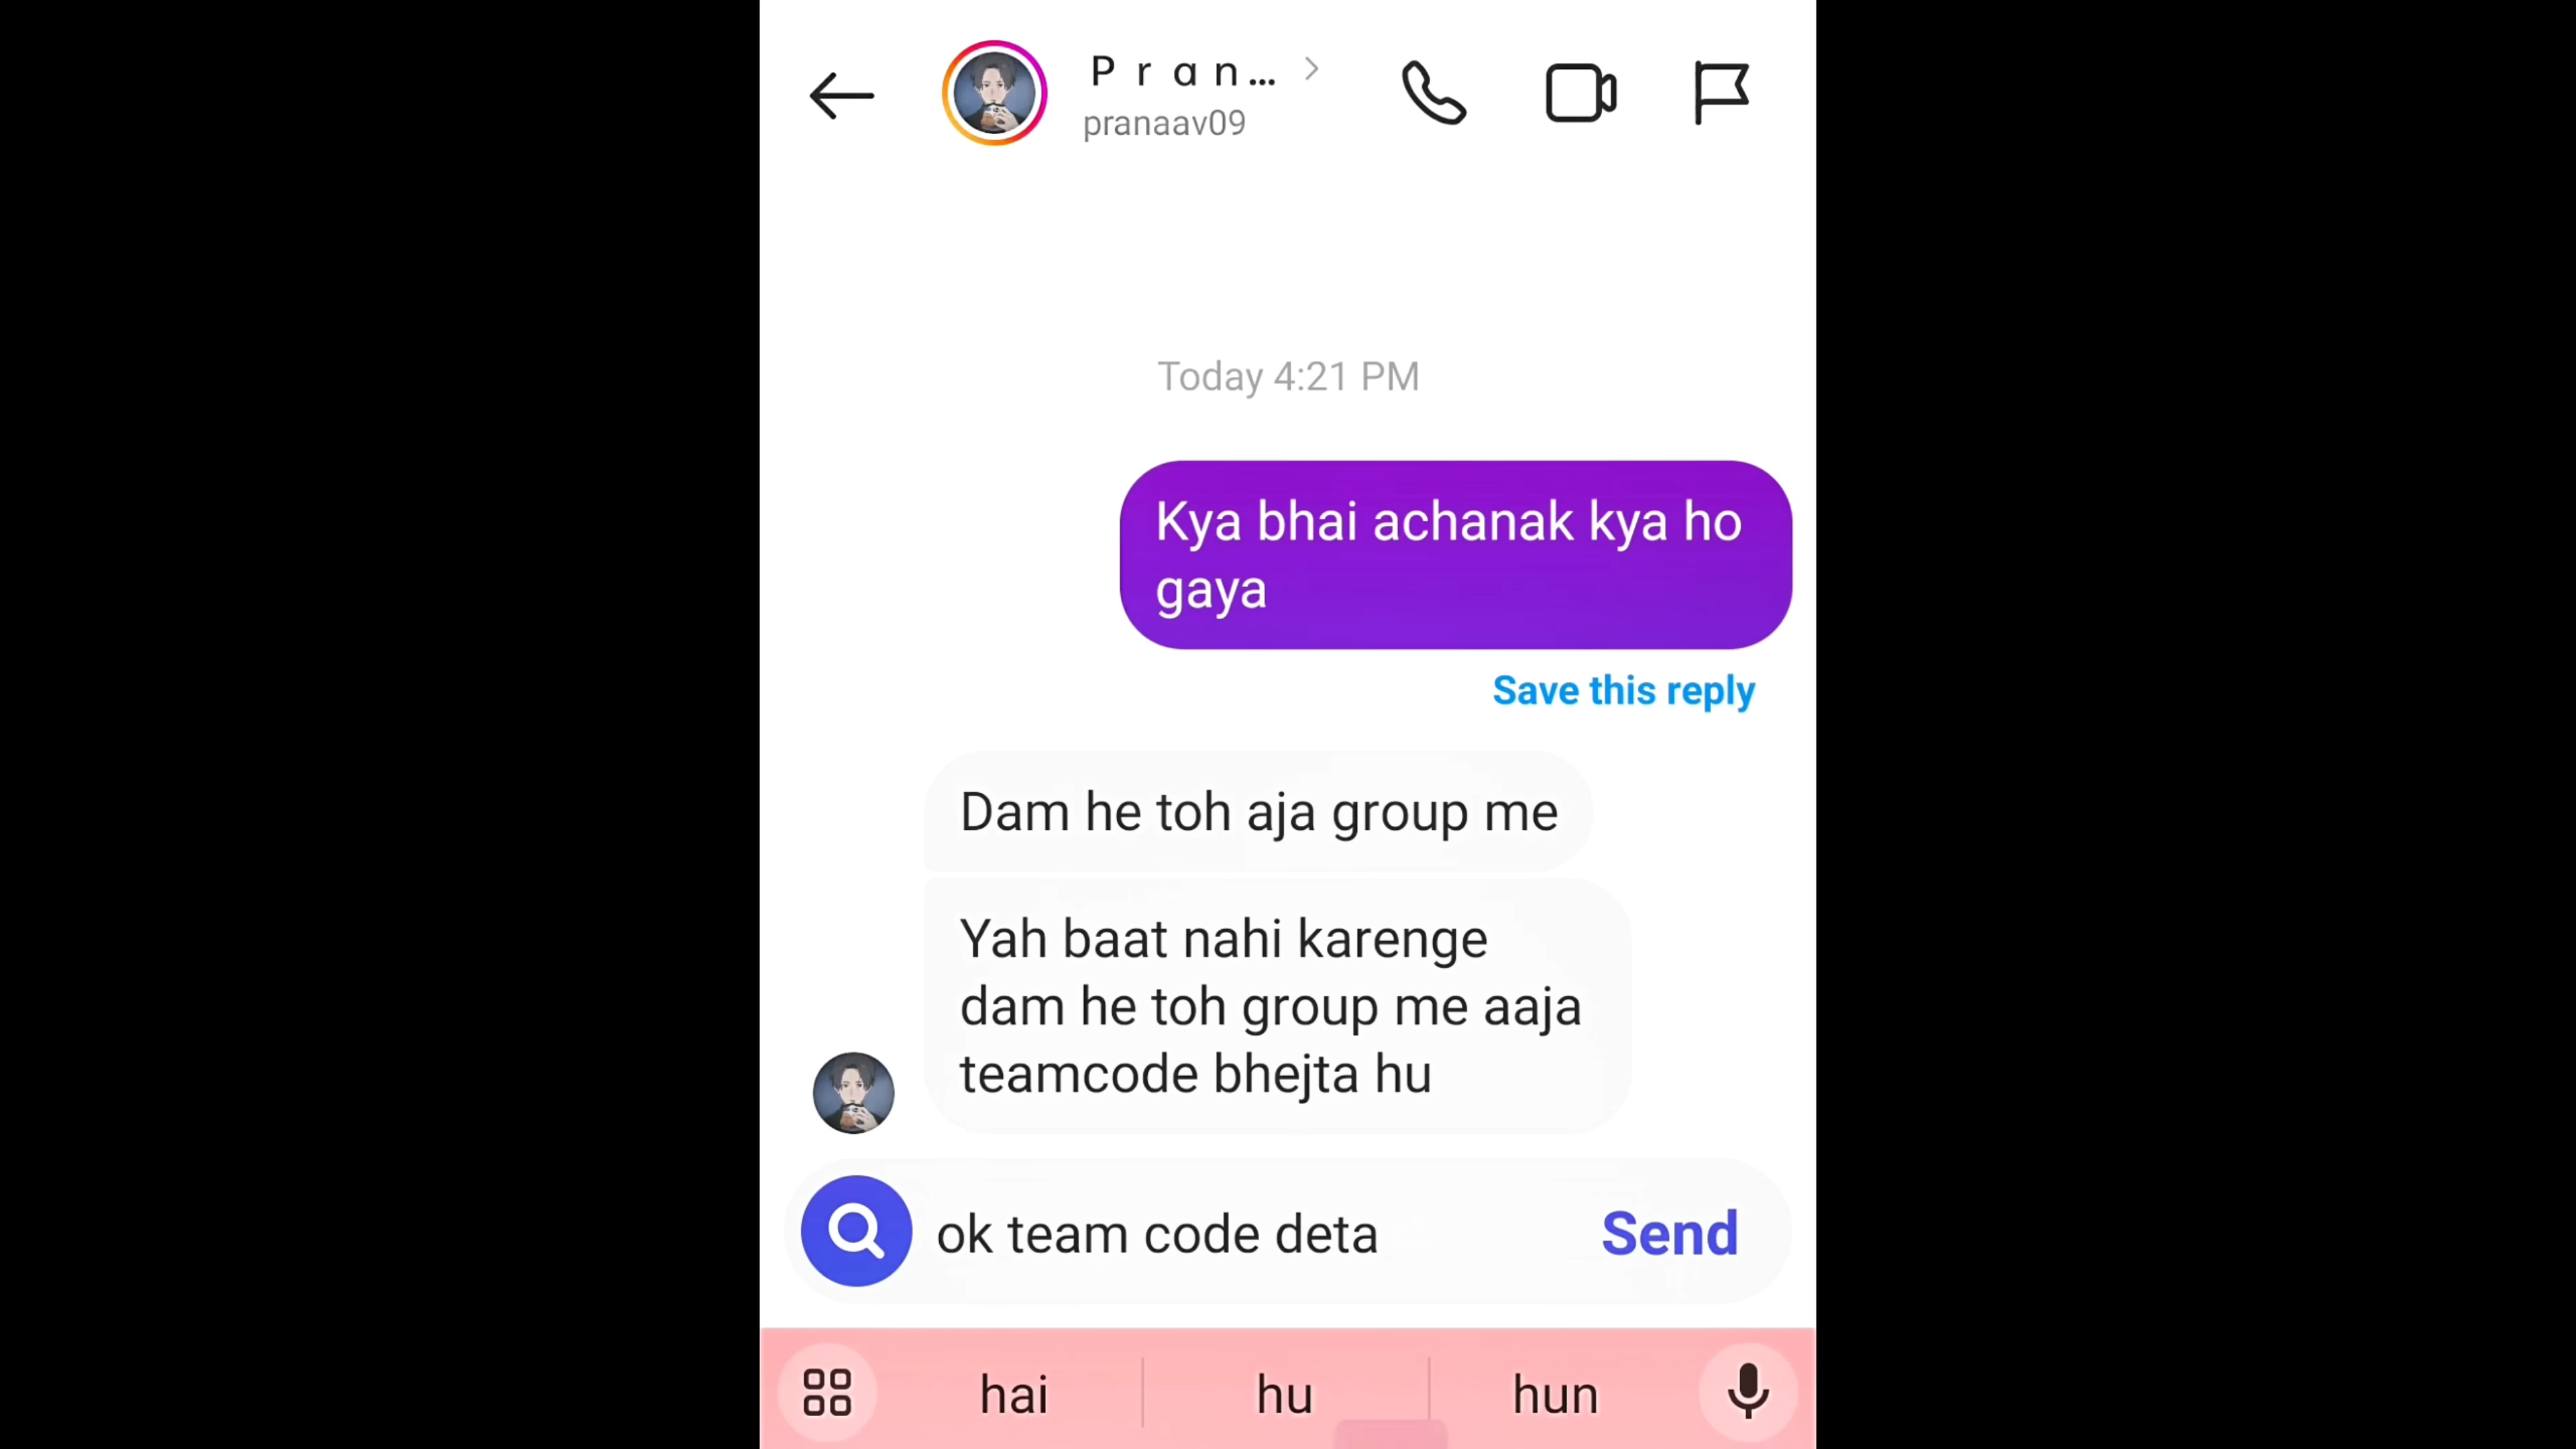 P r a n...
pranaav09
Today 4:21 PM
Kya bhai achanak kya ho
gaya
Save this reply
Dam he toh aja group me
Yah baat nahi karenge
dam he toh group me aaja
teamcode bhejta hu
ok team code deta
Send
hai
hu
hun